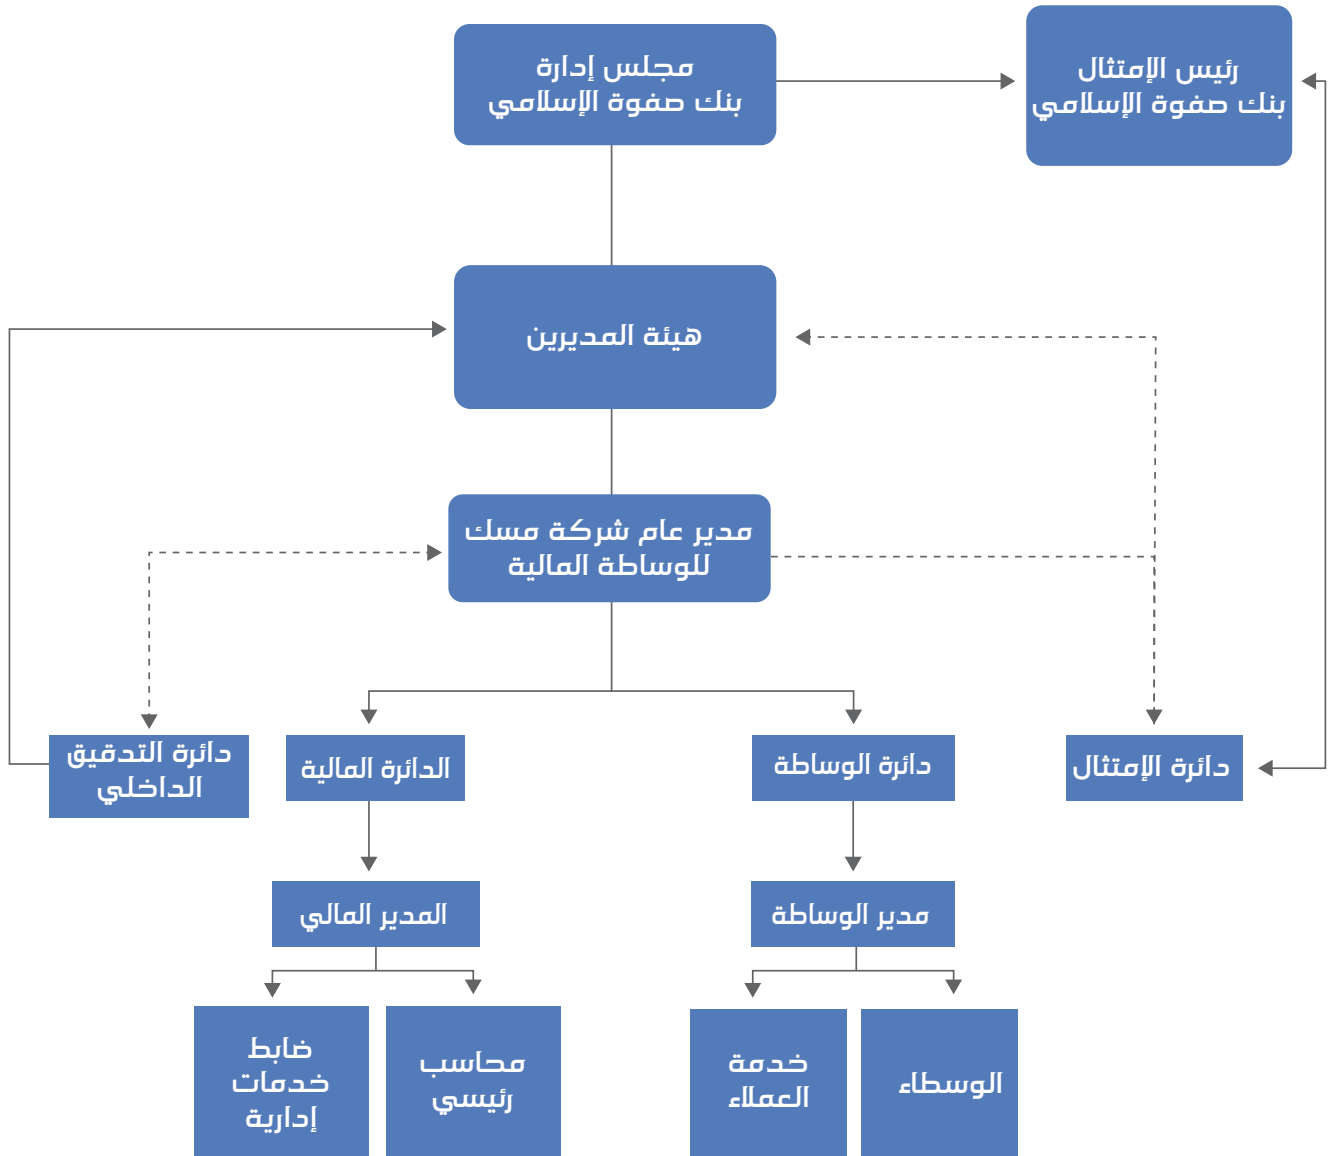 رئيس الإمتثال
بنك صفوة الإسلامي
مجلس إدارة
بنك صفوة الإسلامي
هيئة المديرين
مدير عام شركة مسك
للوساطة المالية
دائرة الإمتثال
دائرة الوساطة
الدائرة المالية
دائرة التدقيق
الداخلي
مدير الوساطة
المدير المالي
الوسطاء
خدمة
العملاء
محاسب
رئيسي
ضابط
خدمات
إدارية